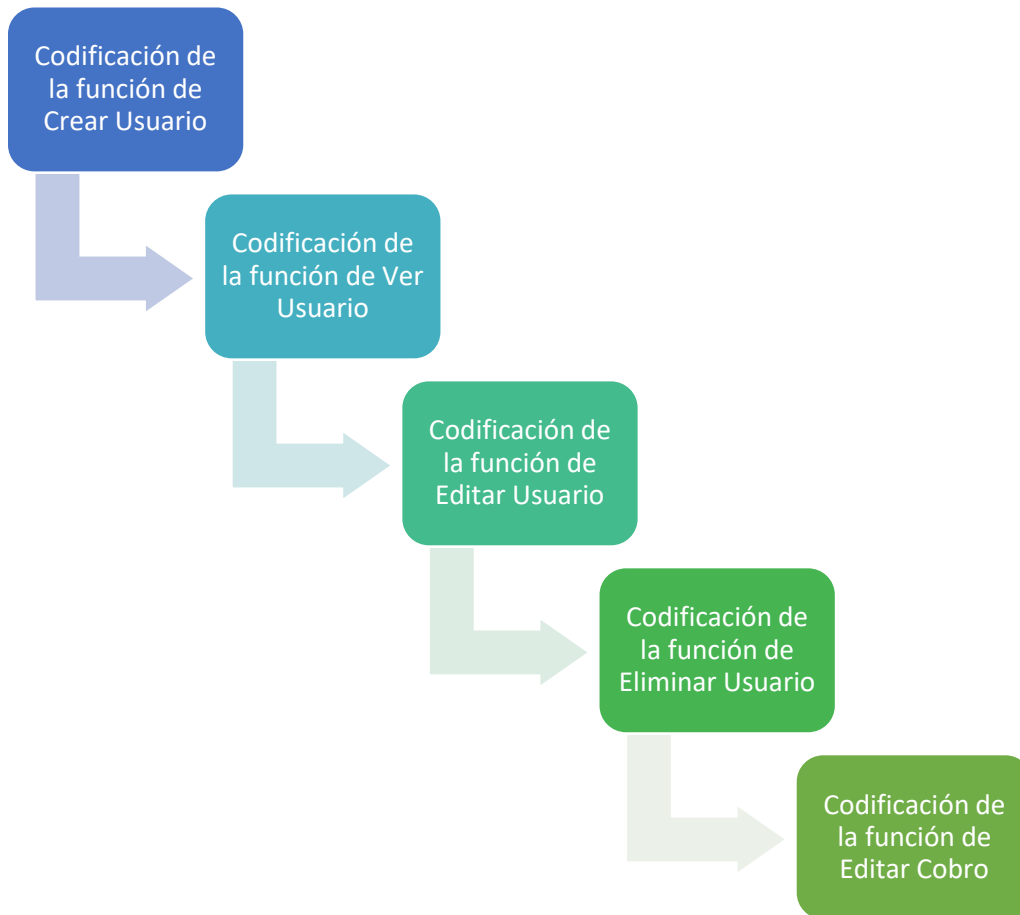 Codificación de
la función de
Crear Usuario
Codificación de
la función de Ver
Usuario
Codificación de
la función de
Editar Usuario
Codificación de
la función de
Eliminar Usuario
Codificación de
la función de
Editar Cobro